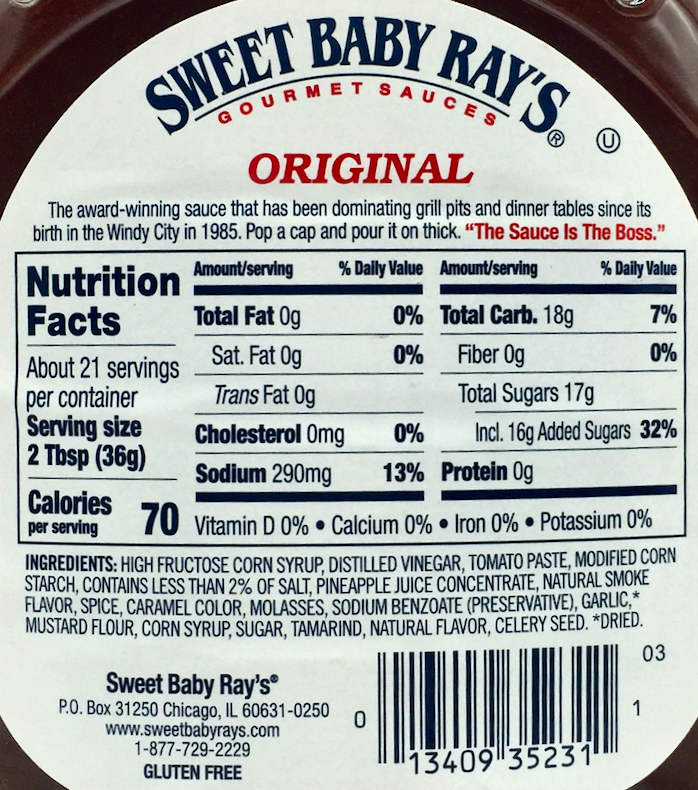 SWEET BABY RAY'S®
GOURMET SAUCES
U
ORIGINAL
The award-winning sauce that has been dominating grill pits and dinner tables since its
birth in the Windy City in 1985. Pop a cap and pour it on thick. "The Sauce Is The Boss."
Nutrition
Facts
About 21 servings
per container
Serving size
2 Tbsp (36g)
Calories
per serving 70
Amount/serving % Daily Value
Total Fat 0g 0%
Sat. Fat 0g 0%
Trans Fat 0g
Cholesterol 0mg 0%
Sodium 290mg 13%
Amount/serving % Daily Value
Total Carb. 18g 7%
Fiber 0g 0%
Total Sugars 17g
Incl. 16g Added Sugars 32%
Protein 0g
Vitamin D 0% • Calcium 0% • Iron 0% • Potassium 0%
INGREDIENTS: HIGH FRUCTOSE CORN SYRUP, DISTILLED VINEGAR, TOMATO PASTE, MODIFIED CORN
STARCH, CONTAINS LESS THAN 2% OF SALT, PINEAPPLE JUICE CONCENTRATE, NATURAL SMOKE
FLAVOR, SPICE, CARAMEL COLOR, MOLASSES, SODIUM BENZOATE (PRESERVATIVE), GARLIC,*
MUSTARD FLOUR, CORN SYRUP, SUGAR, TAMARIND, NATURAL FLAVOR, CELERY SEED. *DRIED.
Sweet Baby Ray's®
P.O. Box 31250 Chicago, IL 60631-0250
www.sweetbabyrays.com
1-877-729-2229
GLUTEN FREE
03
0 13409 35231 1